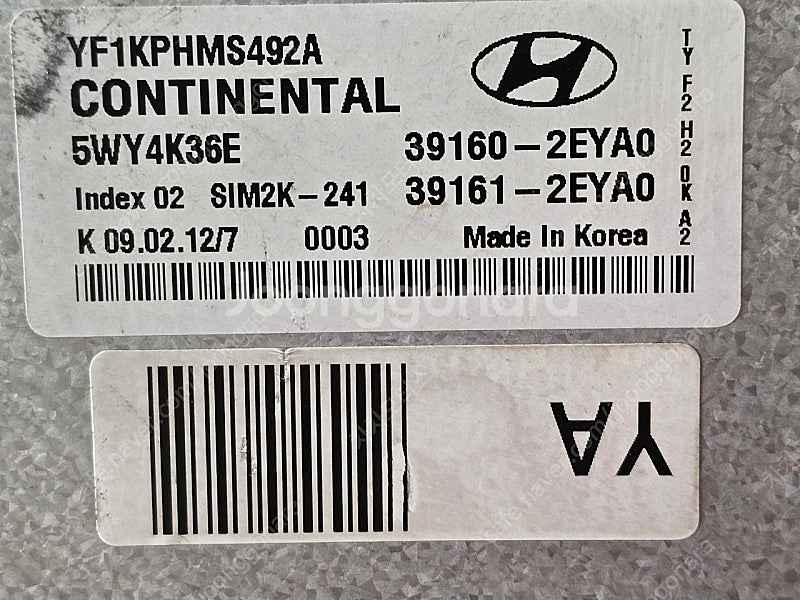 YF1KPHMS492A
CONTINENTAL
5WY4K36E 39160-2EYA0
Index 02 SIM2K-241 39161-2EYA0
K 09.02.12/7 0003 Made In Korea
TY F2 H2 0K A2
joonggonara
YA